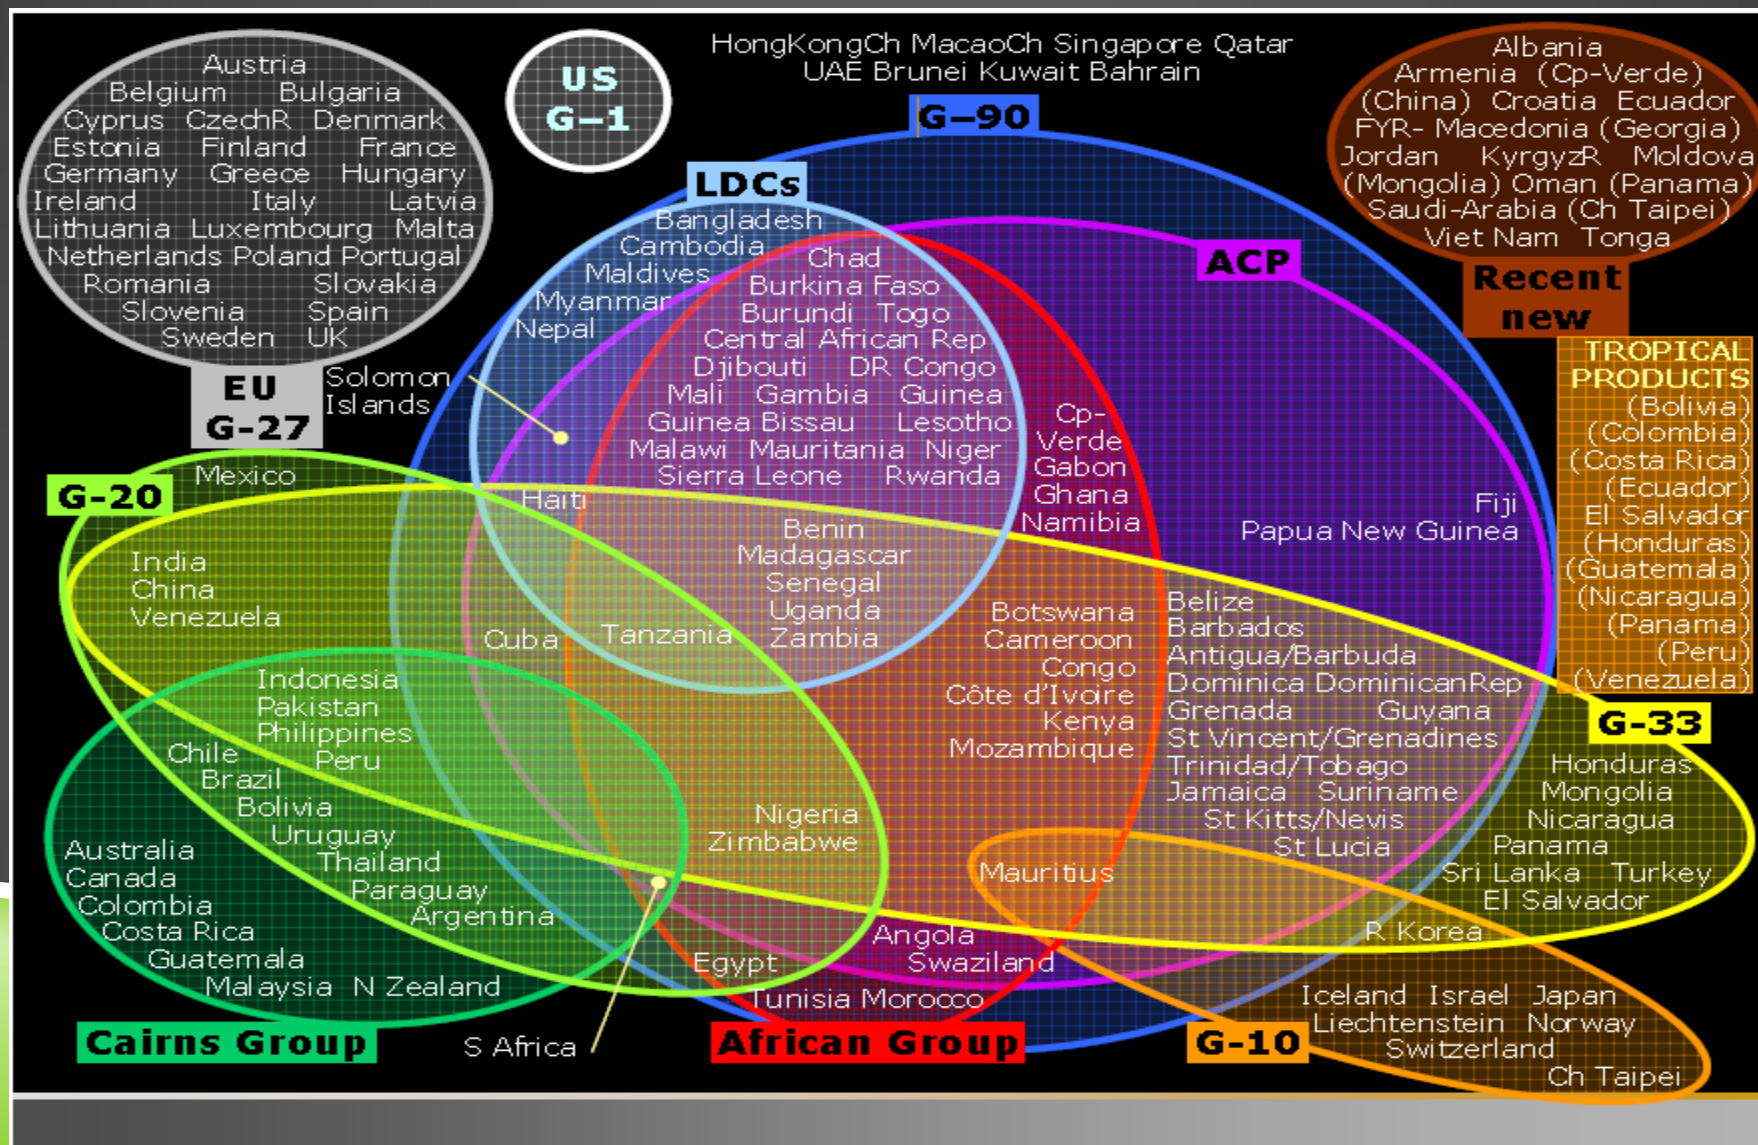 Austria
Belgium Bulgaria
Cyprus CzechR Denmark
Estonia Finland France
Germany Greece Hungary
Ireland Italy Latvia
Lithuania Luxembourg Malta
Netherlands Poland Portugal
Romania Slovakia
Slovenia Spain
Sweden UK
EU
G-27
US
G-1
HongKongCh MacaoCh Singapore Qatar
UAE Brunei Kuwait Bahrain
G-90
Albania
Armenia (Cp-Verde)
(China) Croatia Ecuador
FYR- Macedonia (Georgia)
Jordan KyrgyzR Moldova
(Mongolia) Oman (Panama)
Saudi-Arabia (Ch Taipei)
Viet Nam Tonga
Recent
new
TROPICAL
PRODUCTS
(Bolivia)
(Colombia)
(Costa Rica)
(Ecuador)
El Salvador
(Honduras)
(Guatemala)
(Nicaragua)
(Panama)
(Peru)
(Venezuela)
LDCs
Bangladesh
Cambodia
Maldives
Myanmar
Nepal
Solomon
Islands
Chad
Burkina Faso
Burundi Togo
Central African Rep
Djibouti DR Congo
Mali Gambia Guinea
Guinea Bissau Lesotho
Malawi Mauritania Niger
Sierra Leone Rwanda
Haiti
Benin
Madagascar
Senegal
Uganda
Zambia
Tanzania
Cuba
ACP
Cp-
Verde
Gabon
Ghana
Namibia
Fiji
Papua New Guinea
G-20
Mexico
India
China
Venezuela
Indonesia
Pakistan
Philippines
Peru
Chile
Brazil
Bolivia
Uruguay
Thailand
Paraguay
Argentina
Australia
Canada
Colombia
Costa Rica
Guatemala
Malaysia N Zealand
Cairns Group
S Africa
Nigeria
Zimbabwe
Botswana
Cameroon
Congo
Côte d'Ivoire
Kenya
Mozambique
Belize
Barbados
Antigua/Barbuda
Dominica DominicanRep
Grenada Guyana
St Vincent/Grenadines
Trinidad/Tobago
Jamaica Suriname
St Kitts/Nevis
St Lucia
G-33
Honduras
Mongolia
Nicaragua
Panama
Sri Lanka Turkey
El Salvador
Mauritius
R Korea
Angola
Swaziland
Egypt
Tunisia Morocco
African Group
G-10
Iceland Israel Japan
Liechtenstein Norway
Switzerland
Ch Taipei